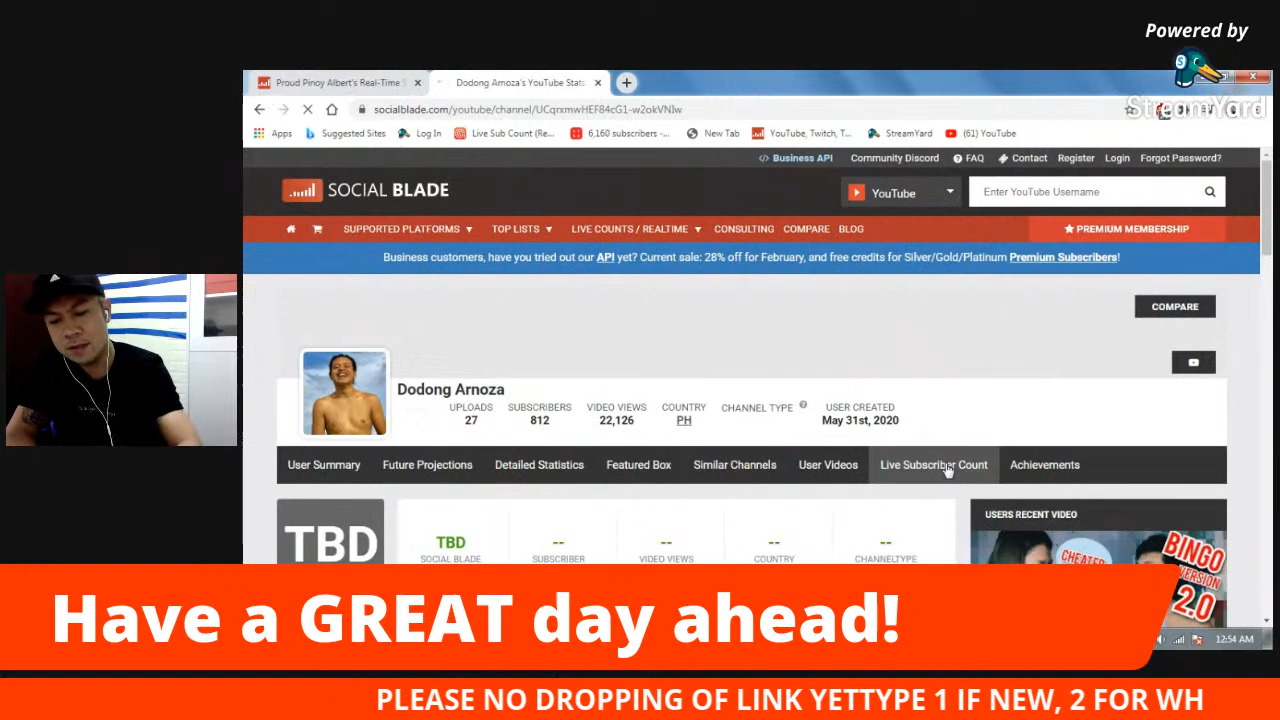 Powered by
StreamYard
Proud Pinoy Albert's Real-Time S
Dodong Arnoza's YouTube Stats
socialblade.com/youtube/channel/UCqrxmwHEF84cG1-w2okVNIw
Apps
Suggested Sites
Log In
Live Sub Count (Re...
6,160 subscribers -...
New Tab
YouTube, Twitch, T...
StreamYard
(61) YouTube
Business API
Community Discord
FAQ
Contact
Register
Login
Forgot Password?
SOCIAL BLADE
YouTube
Enter YouTube Username
SUPPORTED PLATFORMS
TOP LISTS
LIVE COUNTS / REALTIME
CONSULTING
COMPARE
BLOG
PREMIUM MEMBERSHIP
Business customers, have you tried out our API yet? Current sale: 28% off for February, and free credits for Silver/Gold/Platinum Premium Subscribers!
COMPARE
Dodong Arnoza
UPLOADS
27
SUBSCRIBERS
812
VIDEO VIEWS
22,126
COUNTRY
PH
CHANNEL TYPE
USER CREATED
May 31st, 2020
User Summary
Future Projections
Detailed Statistics
Featured Box
Similar Channels
User Videos
Live Subscriber Count
Achievements
TBD
TBD
SOCIAL BLADE
--
SUBSCRIBER
--
VIDEO VIEWS
--
COUNTRY
--
CHANNELTYPE
USERS RECENT VIDEO
CHEATER
BINGO
VERSION
2.0
12:54 AM
Have a GREAT day ahead!
PLEASE NO DROPPING OF LINK YETTYPE 1 IF NEW, 2 FOR WH